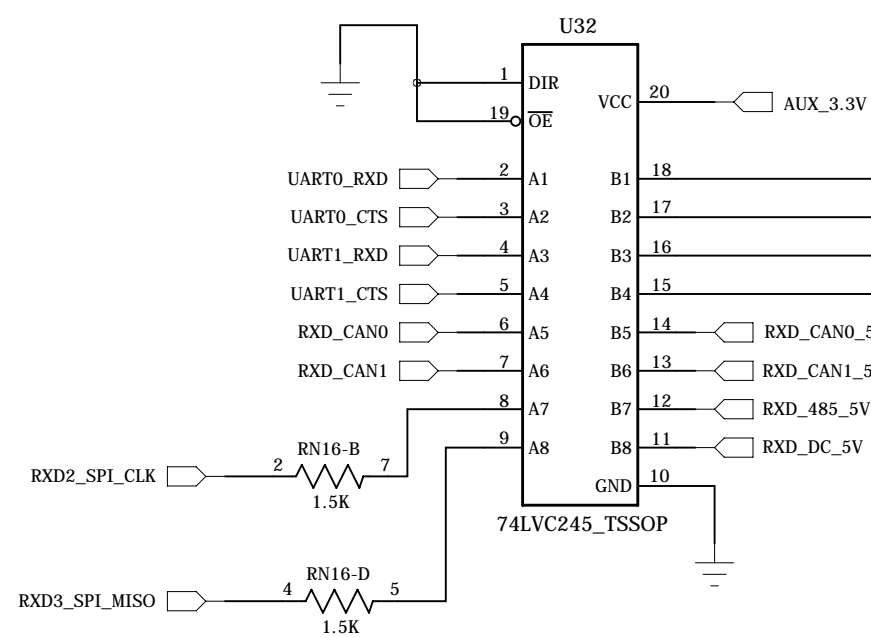 U32
1 DIR
VCC 20 AUX_3.3V
19 OE
UART0_RXD 2 A1 B1 18
UART0_CTS 3 A2 B2 17
UART1_RXD 4 A3 B3 16
UART1_CTS 5 A4 B4 15
RXD_CAN0 6 A5 B5 14 RXD_CAN0_5
RXD_CAN1 7 A6 B6 13 RXD_CAN1_5
8 A7 B7 12 RXD_485_5V
9 A8 B8 11 RXD_DC_5V
RN16-B
RXD2_SPI_CLK 2 7
1.5K
GND 10
74LVC245_TSSOP
RN16-D
RXD3_SPI_MISO 4 5
1.5K